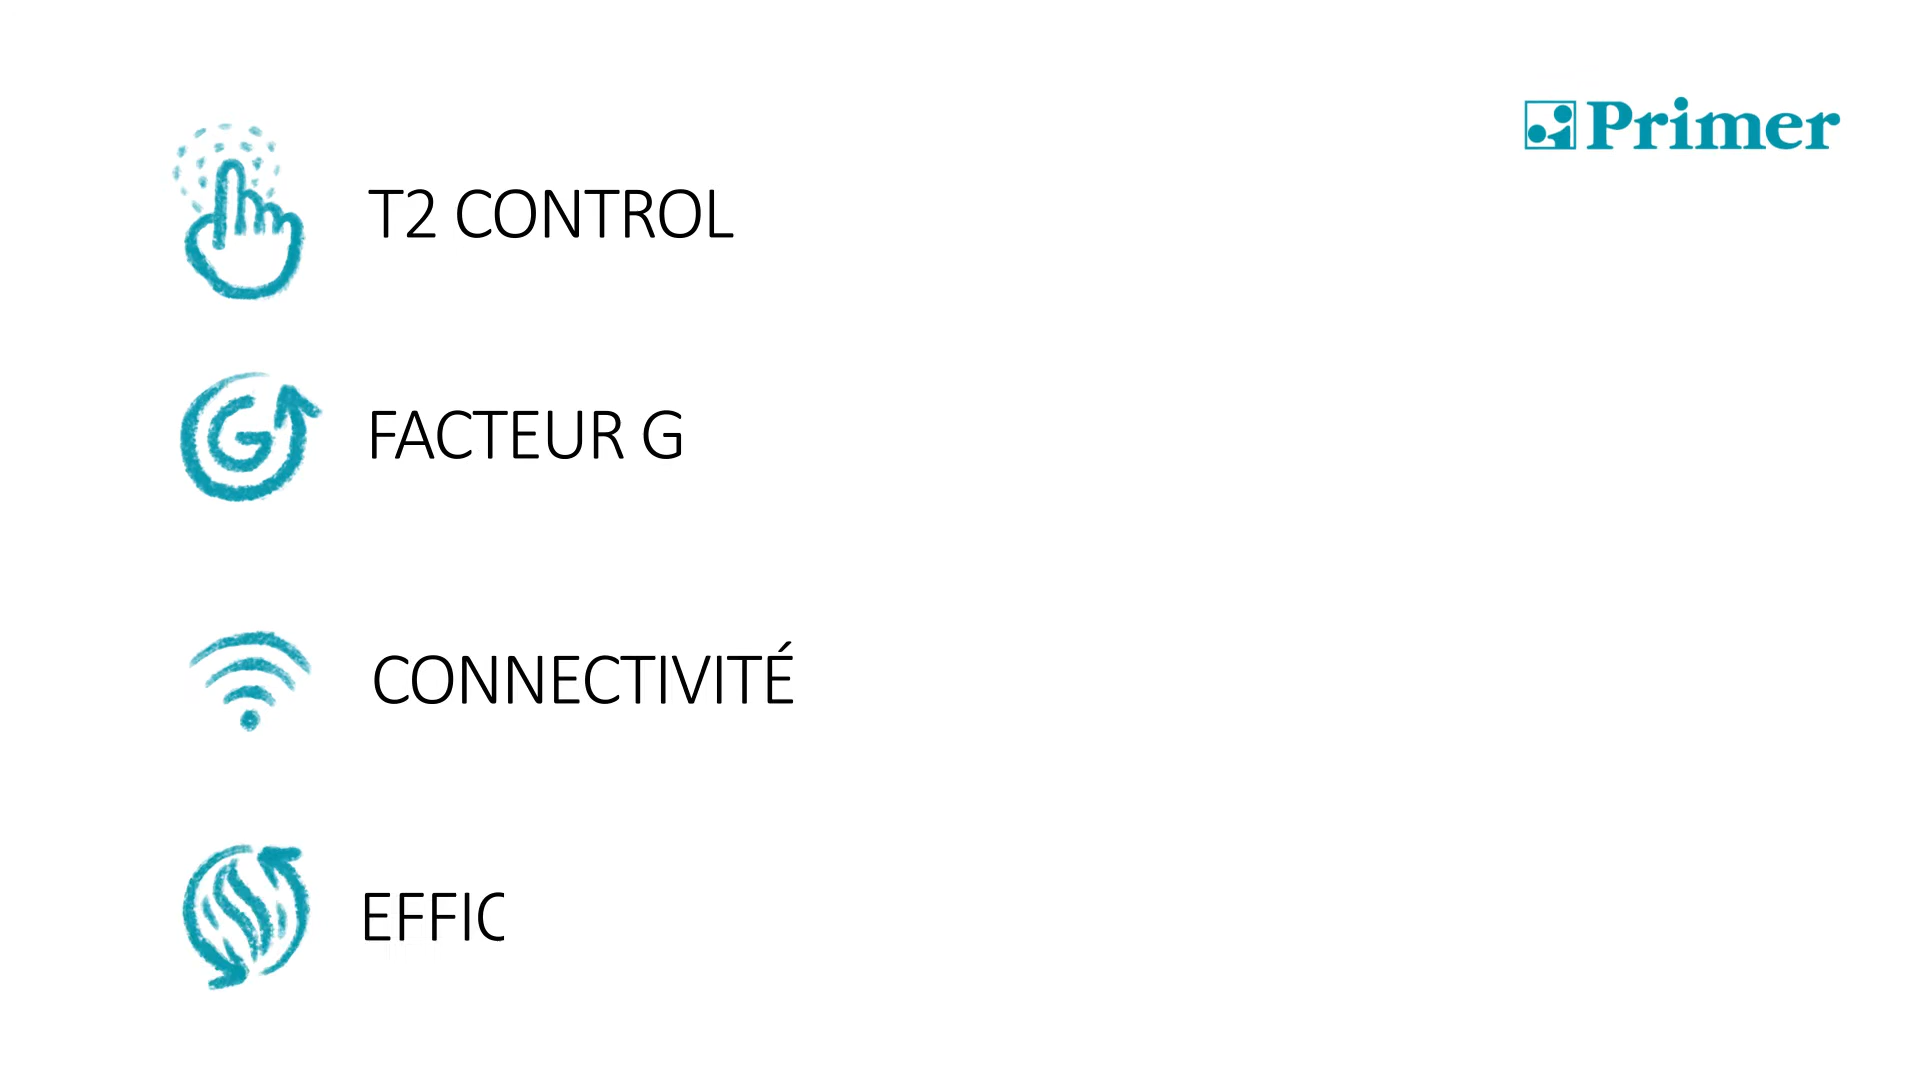 Primer
T2 CONTROL
FACTEUR G
CONNECTIVITÉ
EFFIC